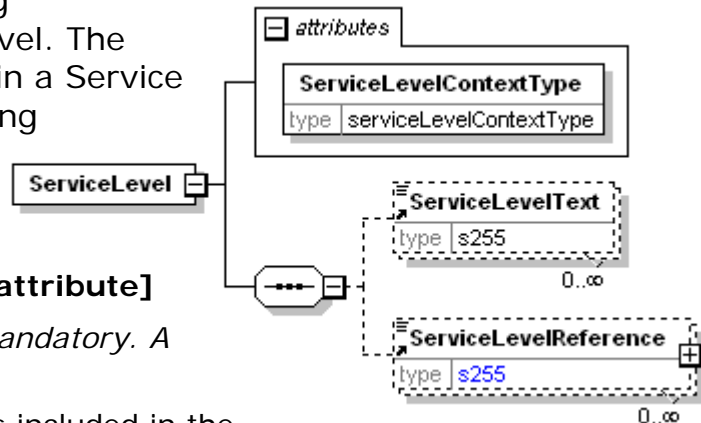 vel. The
in a Service
ng
attribute]
andatory. A
s included in the
attributes
ServiceLevelContextType
type serviceLevelContextType
ServiceLevel
ServiceLevelText
type s255
0..∞
ServiceLevelReference
type s255
0..∞